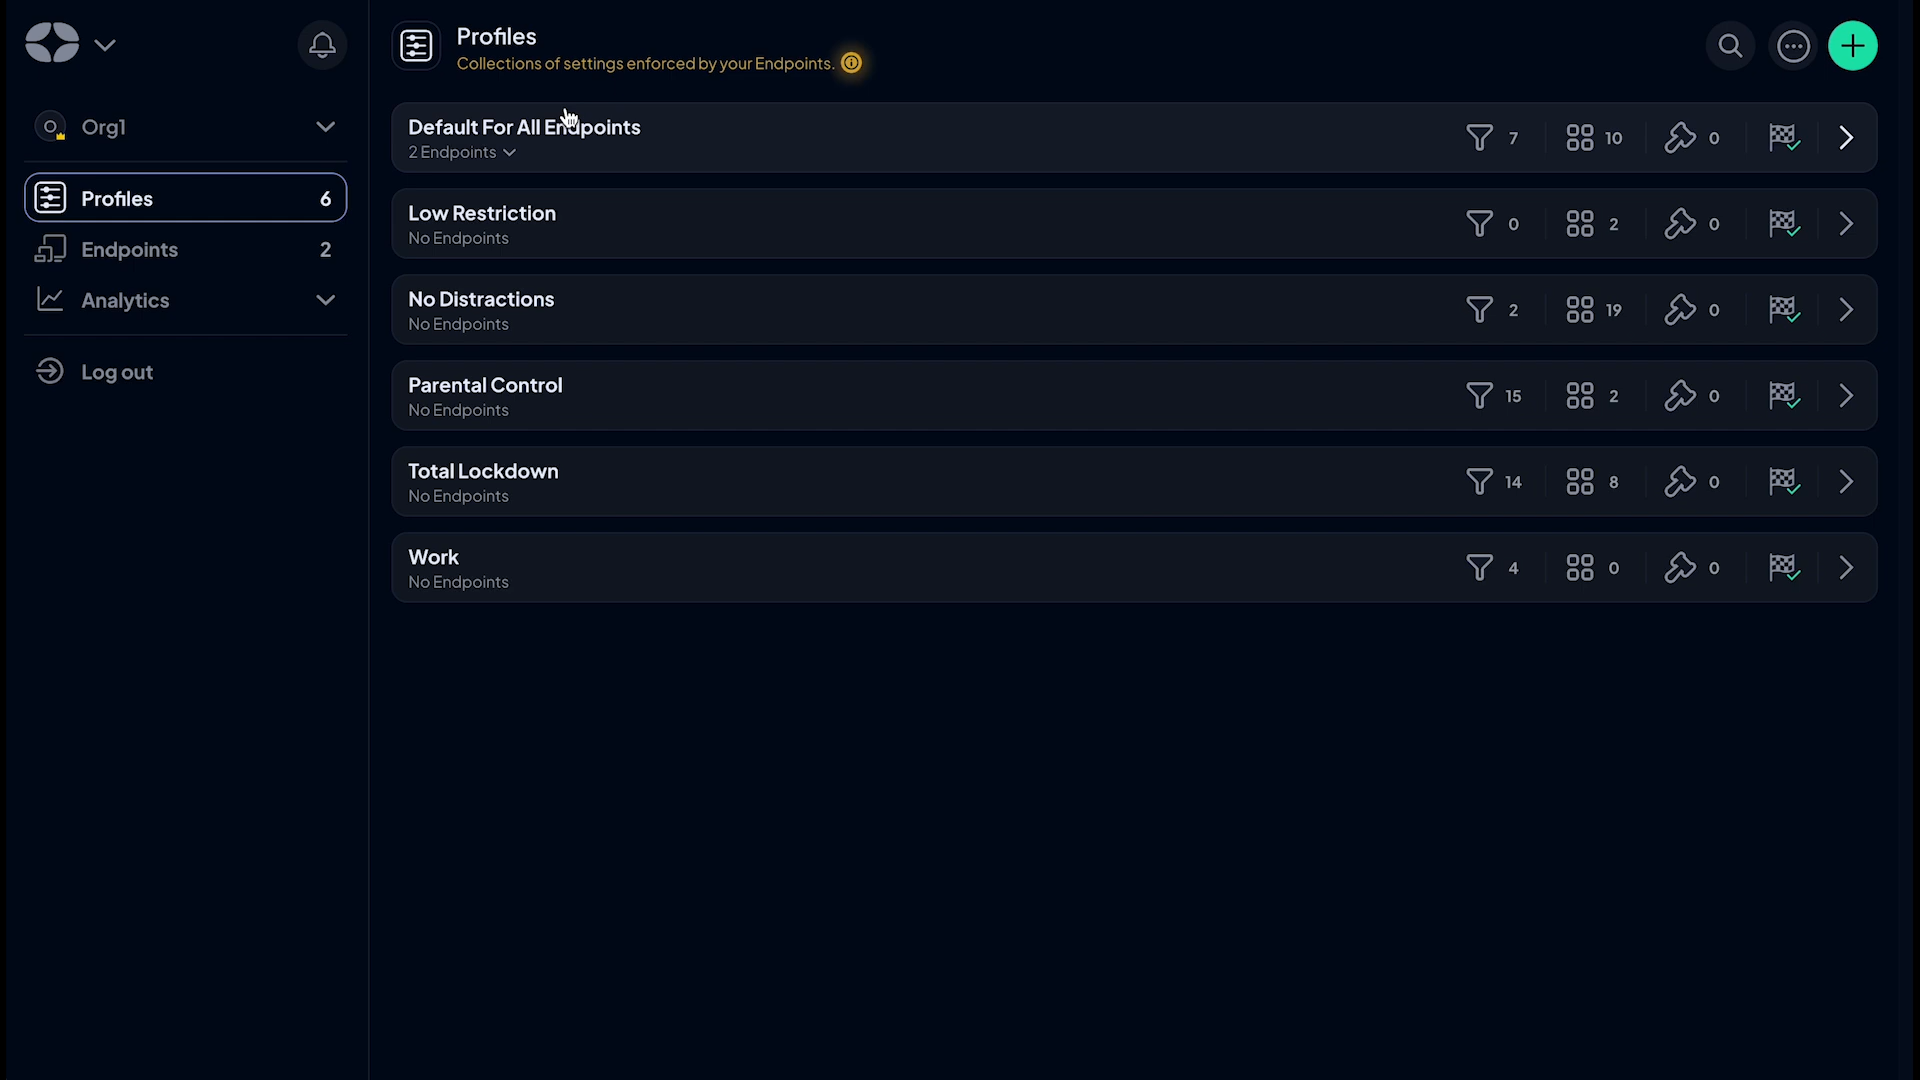 Org1
Profiles 6
Endpoints 2
Analytics
Log out
Profiles
Collections of settings enforced by your Endpoints.
Default For All Endpoints
2 Endpoints
7 10 0
Low Restriction
No Endpoints
0 2 0
No Distractions
No Endpoints
2 19 0
Parental Control
No Endpoints
15 2 0
Total Lockdown
No Endpoints
14 8 0
Work
No Endpoints
4 0 0